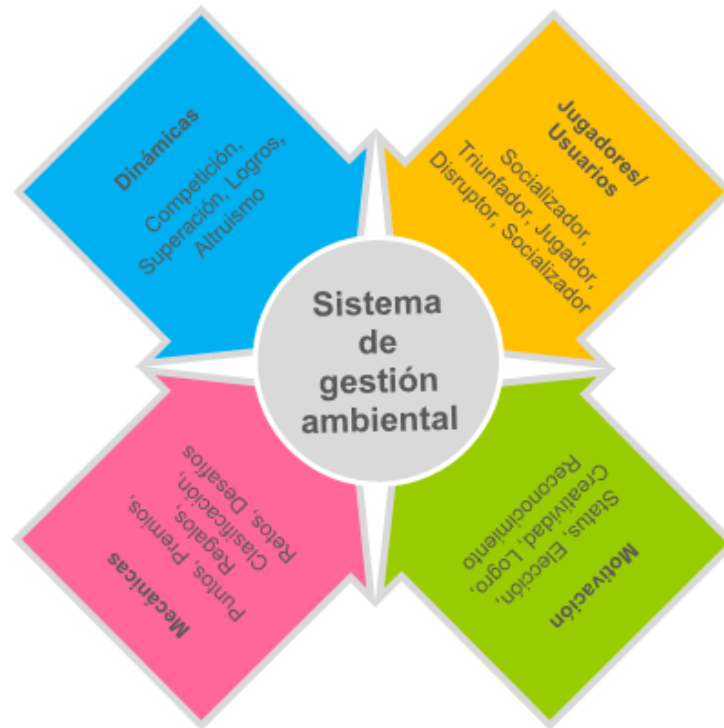 Dinámicas
Competición,
Superación, Logros,
Altruismo
Jugadores/
Usuarios
Socializador,
Triunfador, Jugador,
Disruptor, Socializador
Sistema
de
gestión
ambiental
Mecánicas
Puntos, Premios,
Regalos,
Clasificación,
Retos, Desafíos
Motivación
Status, Elección,
Creatividad, Logro,
Reconocimiento